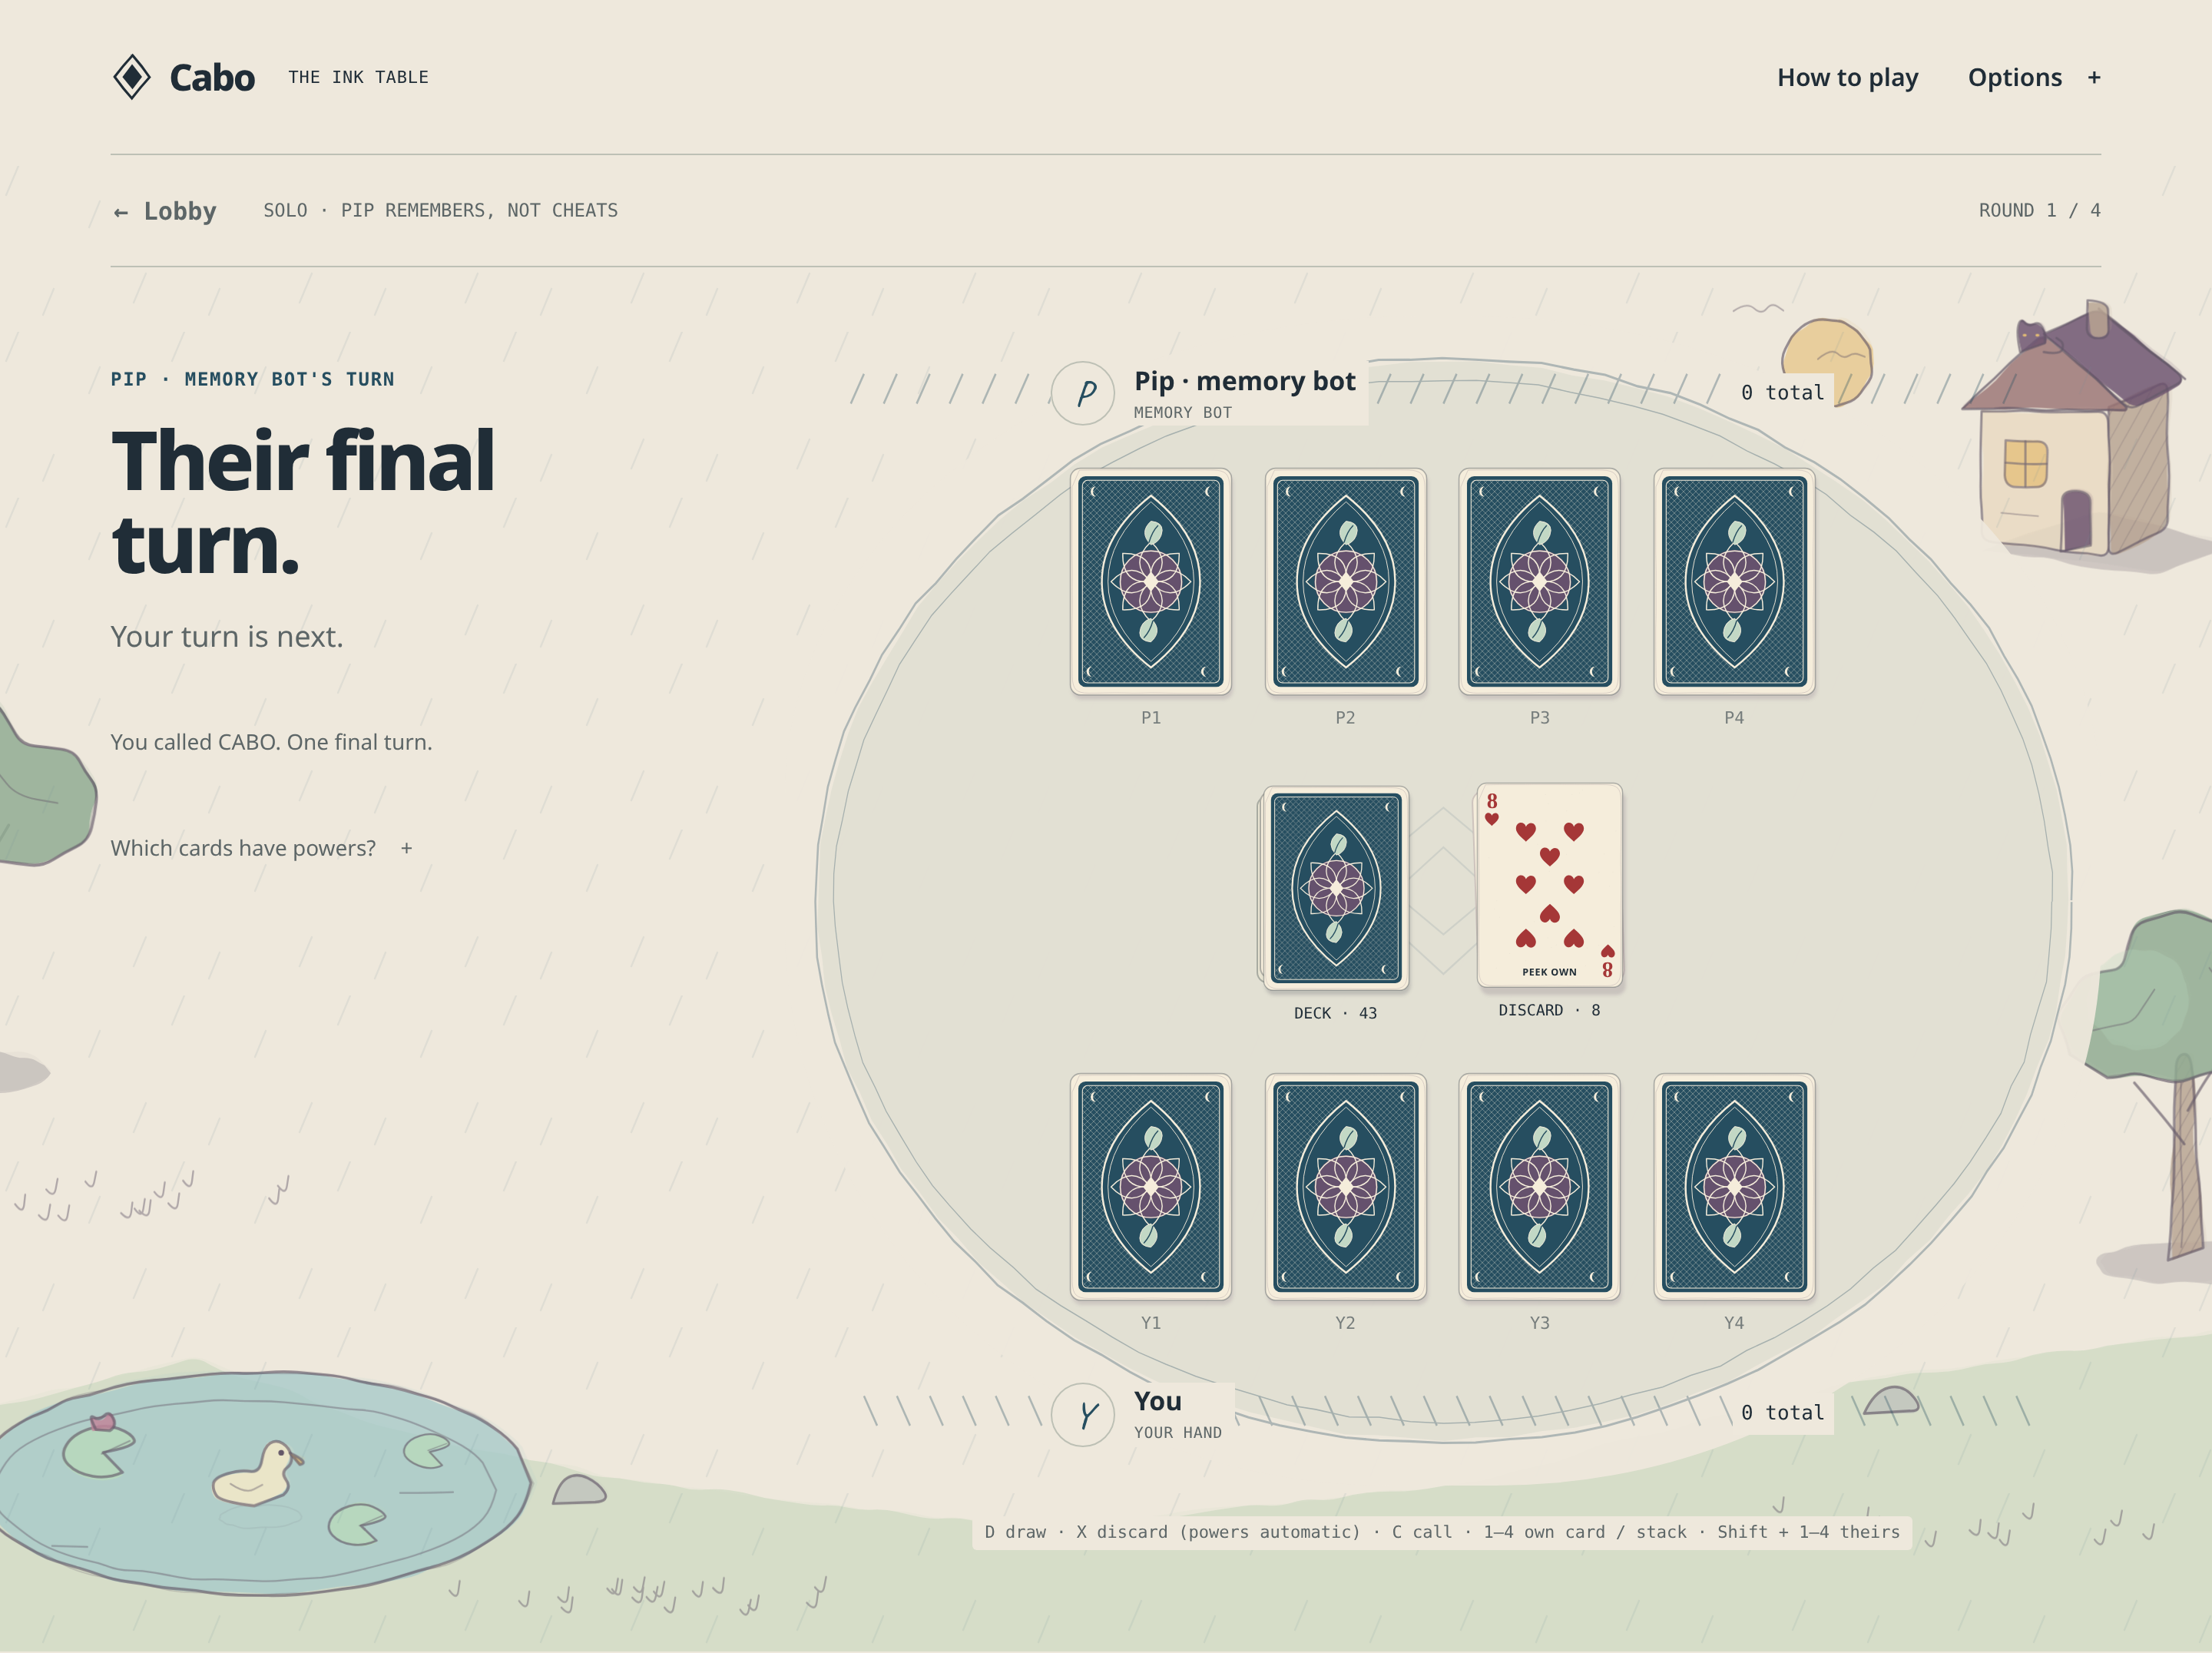 Cabo THE INK TABLE How to play Options +
← Lobby SOLO · PIP REMEMBERS, NOT CHEATS ROUND 1 / 4
PIP · MEMORY BOT'S TURN
Their final
turn.
Your turn is next.
You called CABO. One final turn.
Which cards have powers? +
P Pip · memory bot
MEMORY BOT
0 total
P1 P2 P3 P4
8
PEEK OWN
8
DECK · 43 DISCARD · 8
Y1 Y2 Y3 Y4
Y You
YOUR HAND
0 total
D draw · X discard (powers automatic) · C call · 1–4 own card / stack · Shift + 1–4 theirs